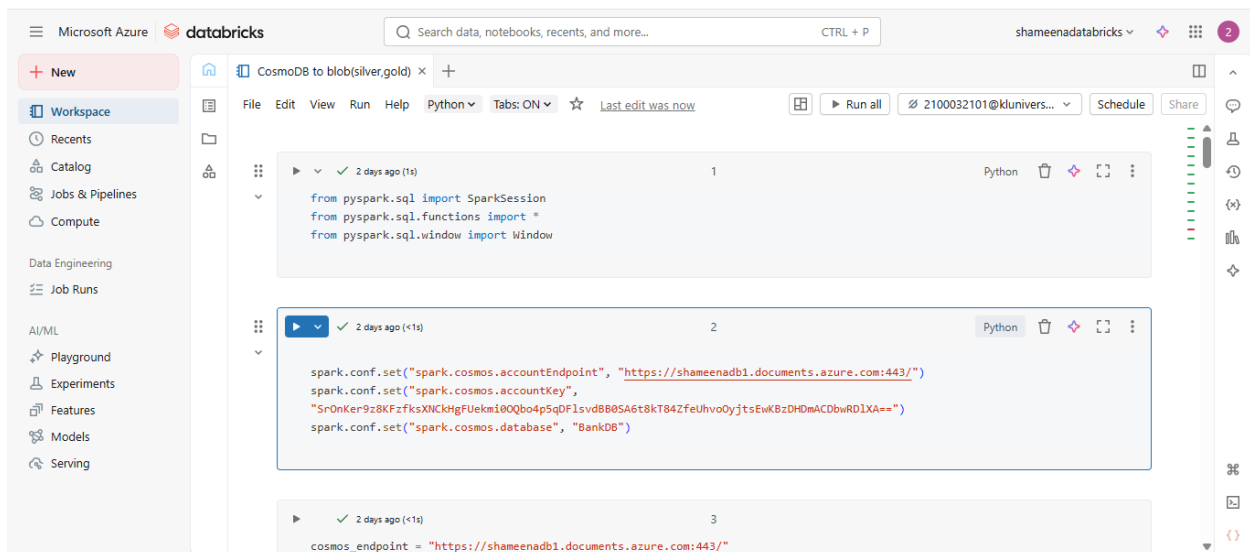 Microsoft Azure databricks
Search data, notebooks, recents, and more... CTRL + P
shameenadatabricks
2
New
Workspace
Recents
Catalog
Jobs & Pipelines
Compute
Data Engineering
Job Runs
AI/ML
Playground
Experiments
Features
Models
Serving
CosmoDB to blob(silver,gold)
File Edit View Run Help Python Tabs: ON Last edit was now
Run all 2100032101@klunivers... Schedule Share
2 days ago (1s) 1 Python
from pyspark.sql import SparkSession
from pyspark.sql.functions import *
from pyspark.sql.window import Window
2 days ago (<1s) 2 Python
spark.conf.set("spark.cosmos.accountEndpoint", "https://shameenadb1.documents.azure.com:443/")
spark.conf.set("spark.cosmos.accountKey",
spark.conf.set("spark.cosmos.database", "BankDB")
2 days ago (<1s) 3
cosmos_endpoint = "https://shameenadb1.documents.azure.com:443/"